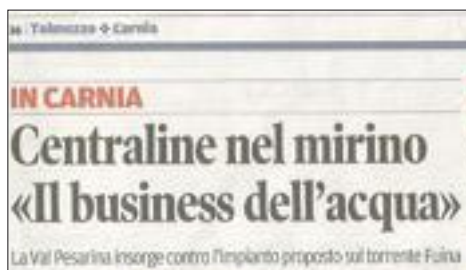 Tolmezzo Carnia
IN CARNIA
Centraline nel mirino
«Il business dell'acqua»
La Val Pesarina insorge contro l'impianto proposto sul torrente Fuina